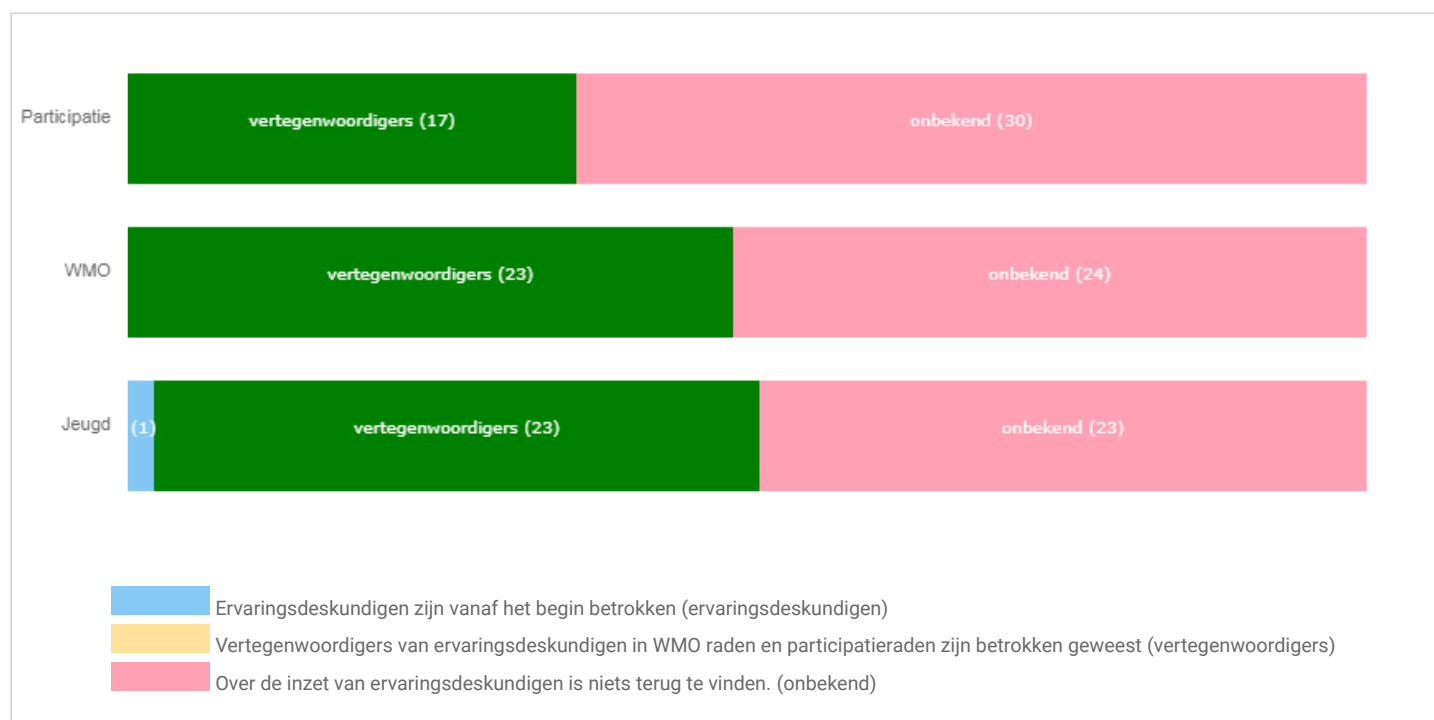 Participatie
vertegenwoordigers (17)
onbekend (30)
WMO
vertegenwoordigers (23)
onbekend (24)
Jeugd
(1)
vertegenwoordigers (23)
onbekend (23)
Ervaringsdeskundigen zijn vanaf het begin betrokken (ervaringsdeskundigen)
Vertegenwoordigers van ervaringsdeskundigen in WMO raden en participatieraden zijn betrokken geweest (vertegenwoordigers)
Over de inzet van ervaringsdeskundigen is niets terug te vinden. (onbekend)